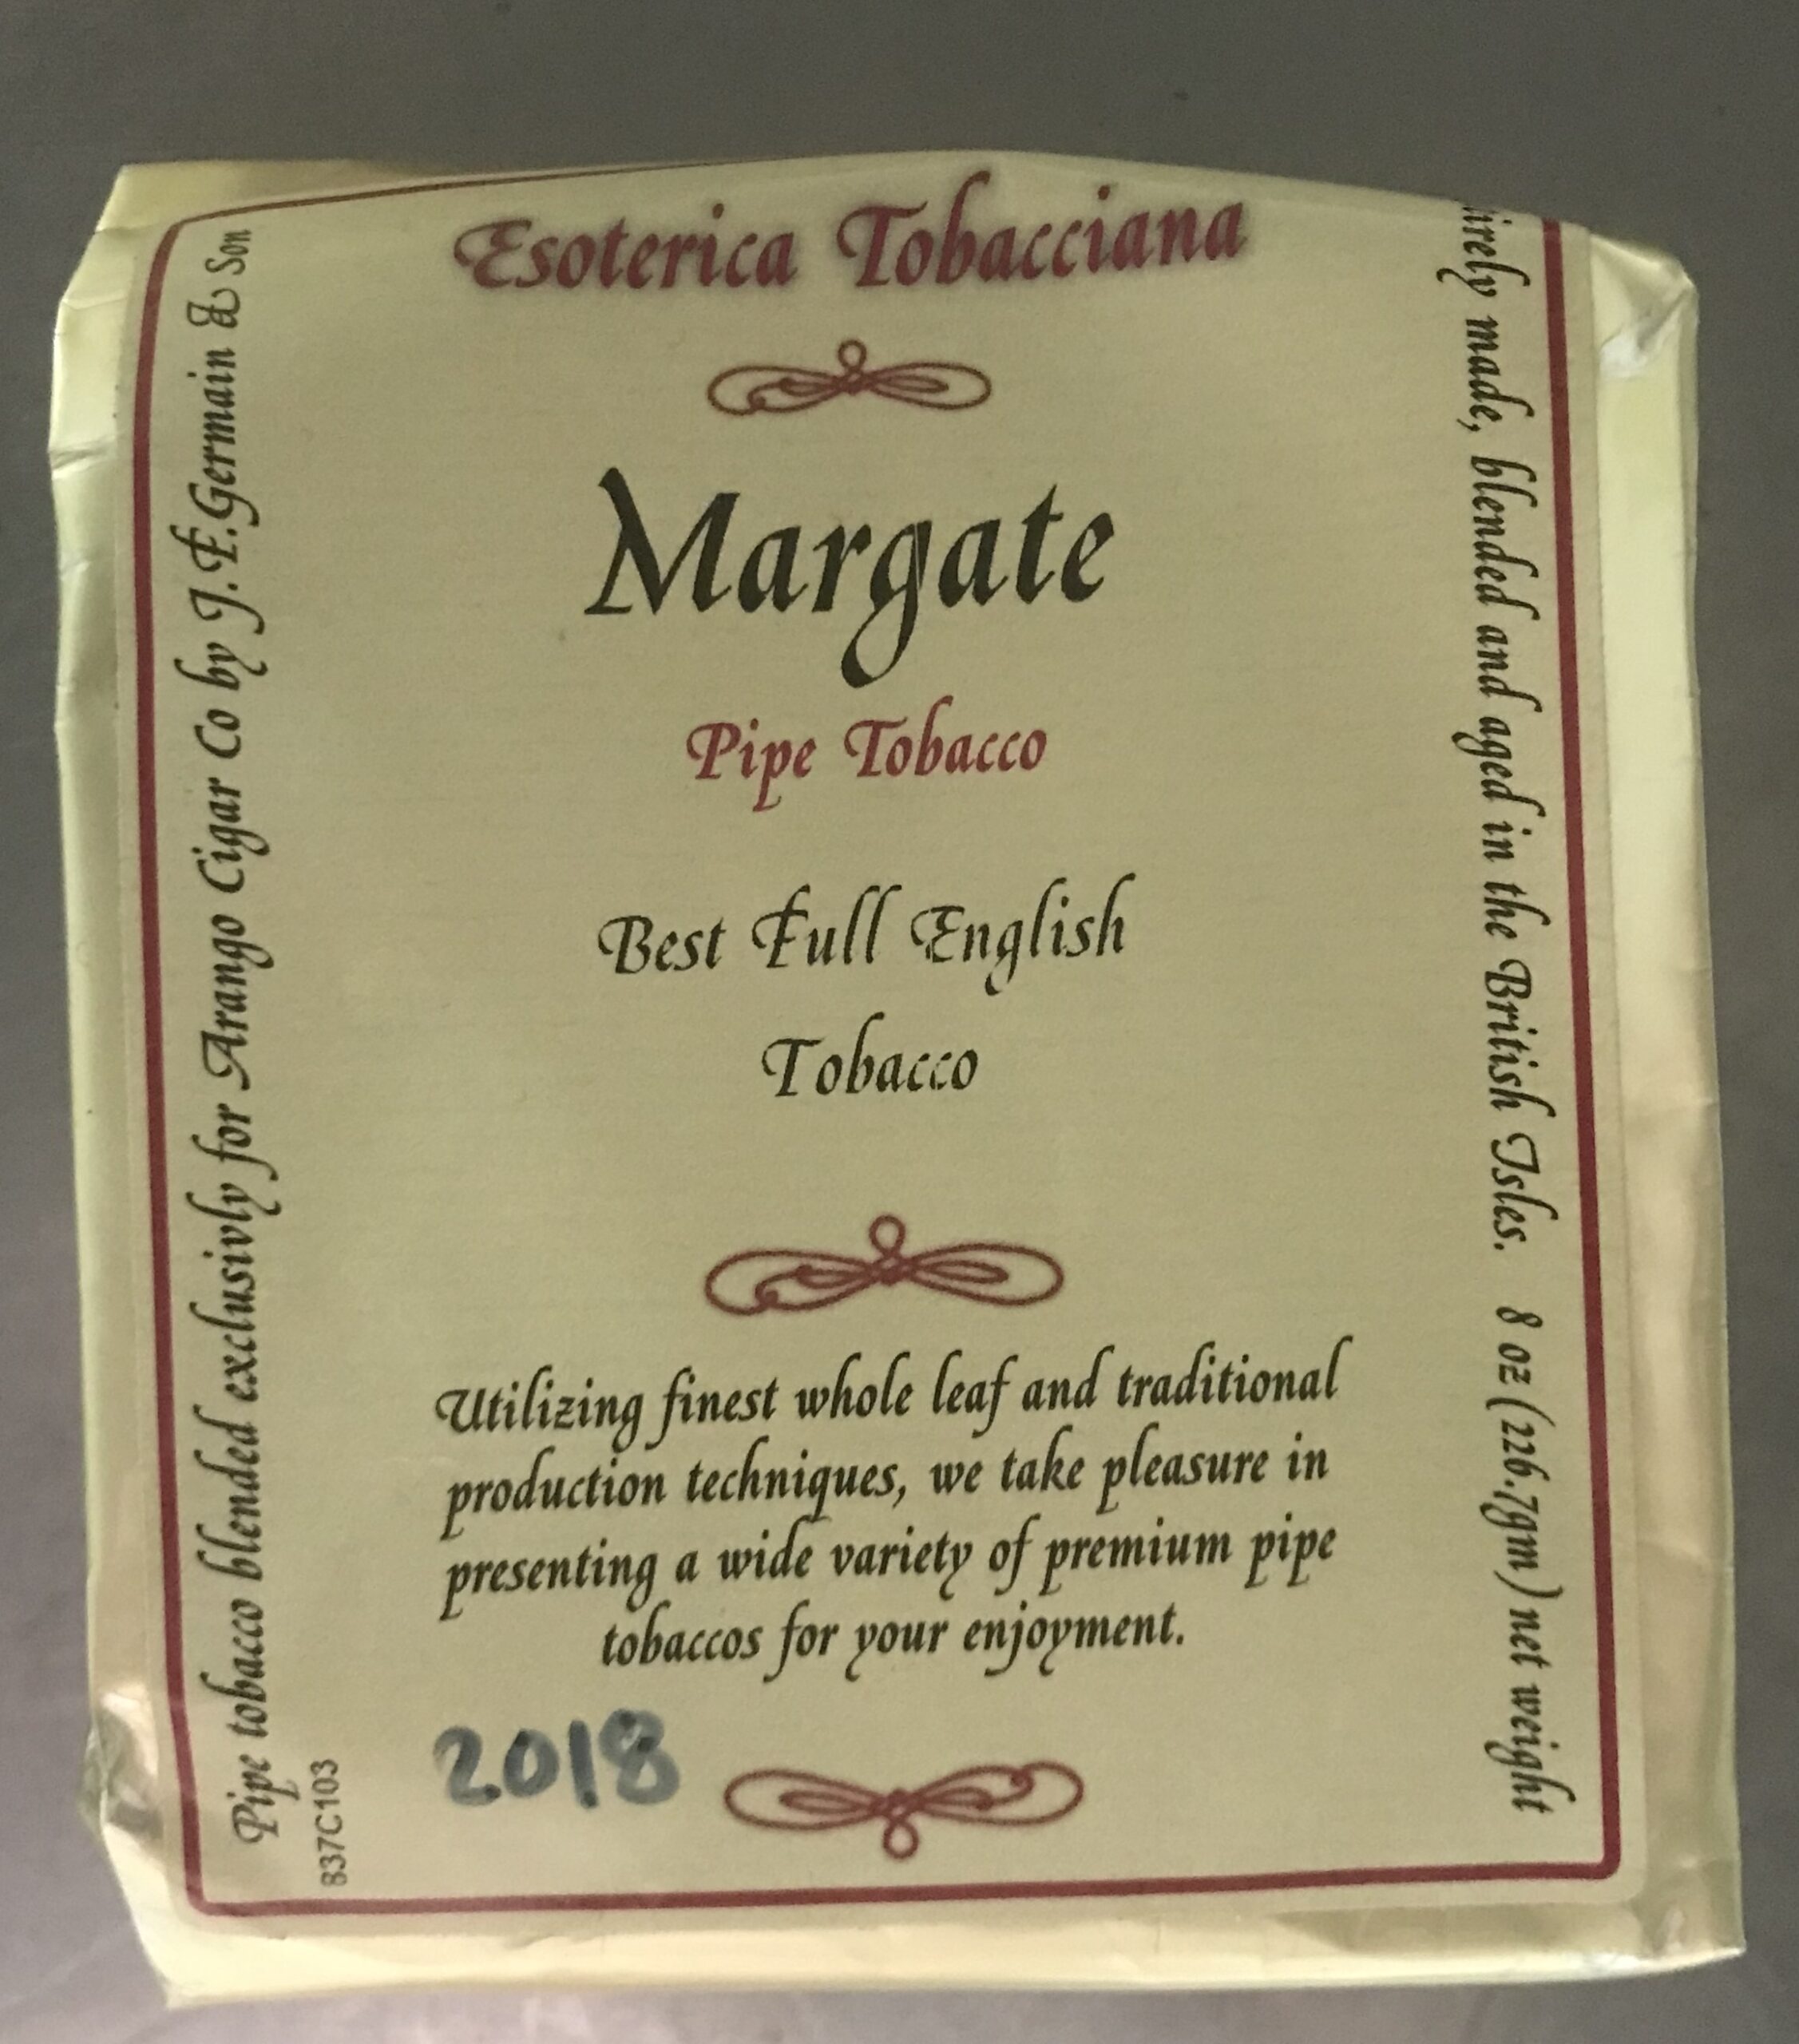 Esoterica Tobacciana
Margate
Pipe Tobacco
Best Full English
Tobacco
Utilizing finest whole leaf and traditional
production techniques, we take pleasure in
presenting a wide variety of premium pipe
tobaccos for your enjoyment.
2018
Pipe tobacco blended exclusivly for Arango Cigar Co by J.F.Germain & Son
837C103
made, blended and aged in the British Isles. 8 oz (226.7gm) net weight